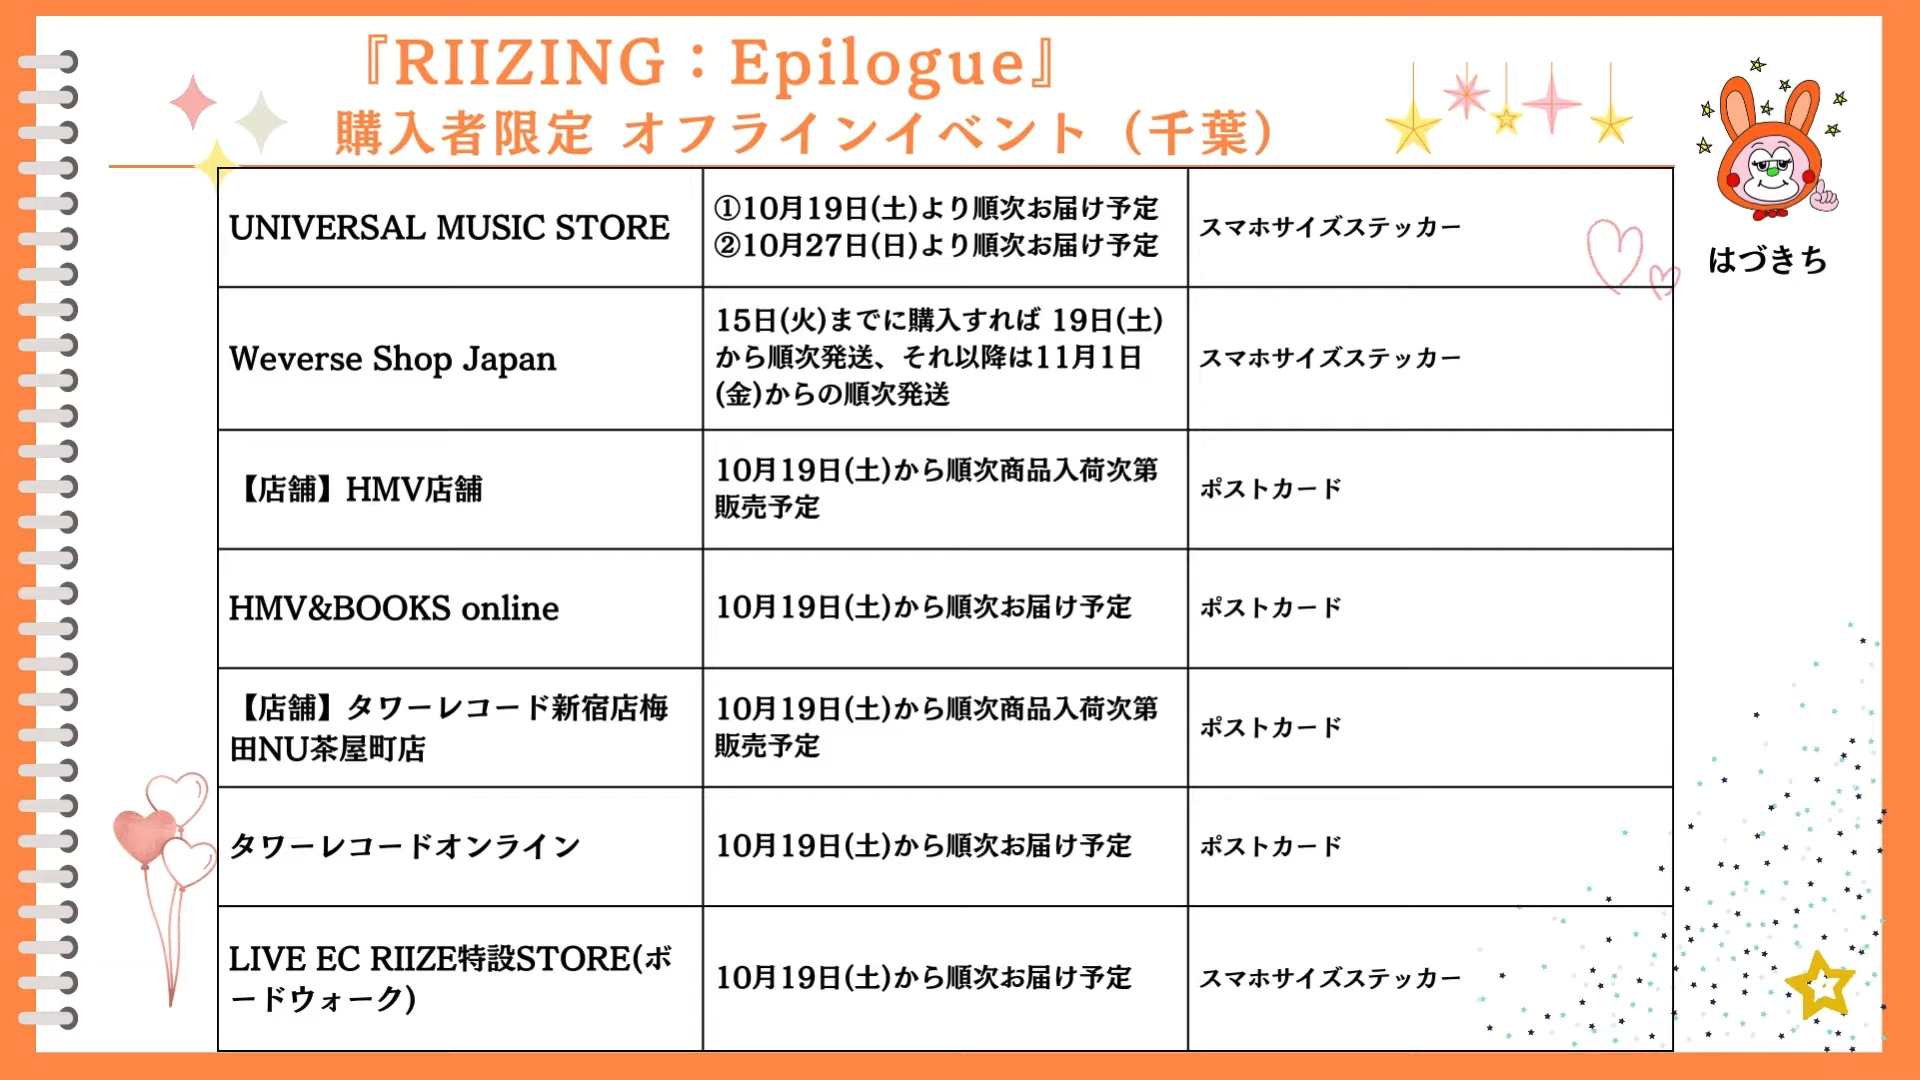 『RIIZING：Epilogue』
購入者限定 オフラインイベント（千葉）
はづきち
UNIVERSAL MUSIC STORE
①10月19日(土)より順次お届け予定
②10月27日(日)より順次お届け予定
スマホサイズステッカー
Weverse Shop Japan
15日(火)までに購入すれば 19日(土)
から順次発送、それ以降は11月1日
(金)からの順次発送
スマホサイズステッカー
【店舗】HMV店舗
10月19日(土)から順次商品入荷次第
販売予定
ポストカード
HMV&BOOKS online
10月19日(土)から順次お届け予定
ポストカード
【店舗】タワーレコード新宿店梅
田NU茶屋町店
10月19日(土)から順次商品入荷次第
販売予定
ポストカード
タワーレコードオンライン
10月19日(土)から順次お届け予定
ポストカード
LIVE EC RIIZE特設STORE(ボ
ードウォーク)
10月19日(土)から順次お届け予定
スマホサイズステッカー